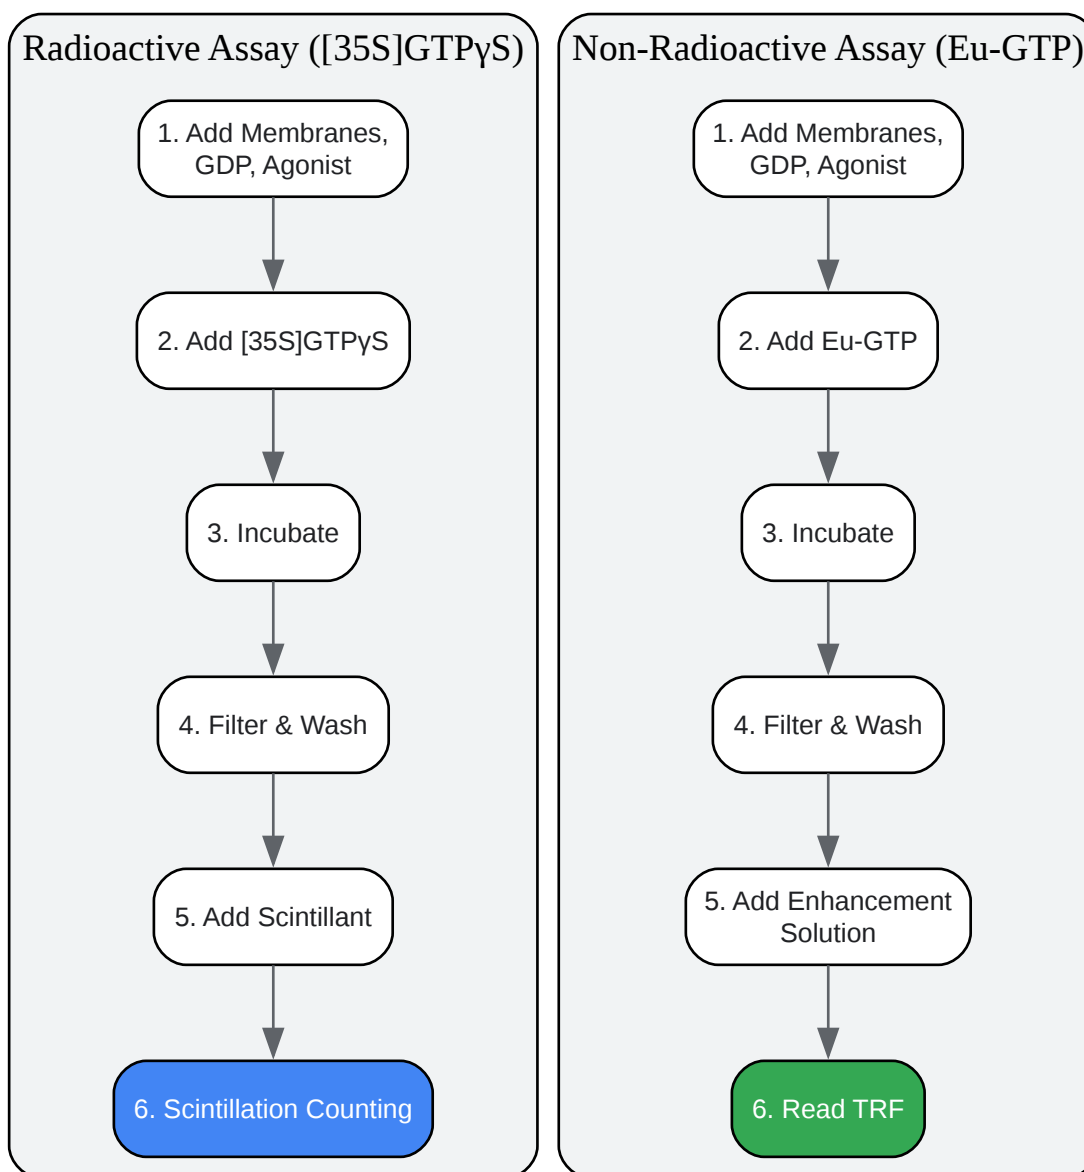 Radioactive Assay ([35S]GTPγS)
1. Add Membranes,
GDP, Agonist
2. Add [35S]GTPγS
3. Incubate
4. Filter & Wash
5. Add Scintillant
6. Scintillation Counting
Non-Radioactive Assay (Eu-GTP)
1. Add Membranes,
GDP, Agonist
2. Add Eu-GTP
3. Incubate
4. Filter & Wash
5. Add Enhancement
Solution
6. Read TRF